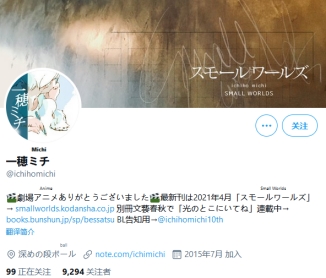 スモールワールズ
ichiho michi
SMALL WORLDS
一穂ミチ
关注
Michi
一穂ミチ
@ichihomichi
Anime Small Worlds
劇場アニメありがとうございました最新刊は2021年4月『スモールワールズ』
→ smallworlds.kodansha.co.jp 別冊文藝春秋で『光のとこにいてね』連載中→
books.bunshun.jp/sp/bessatsu BL告知用→@ichihomichi10th
翻译简介
ball
深めの段ボール note.com/ichimichi 2015年7月 加入
99 正在关注 9,294 关注者